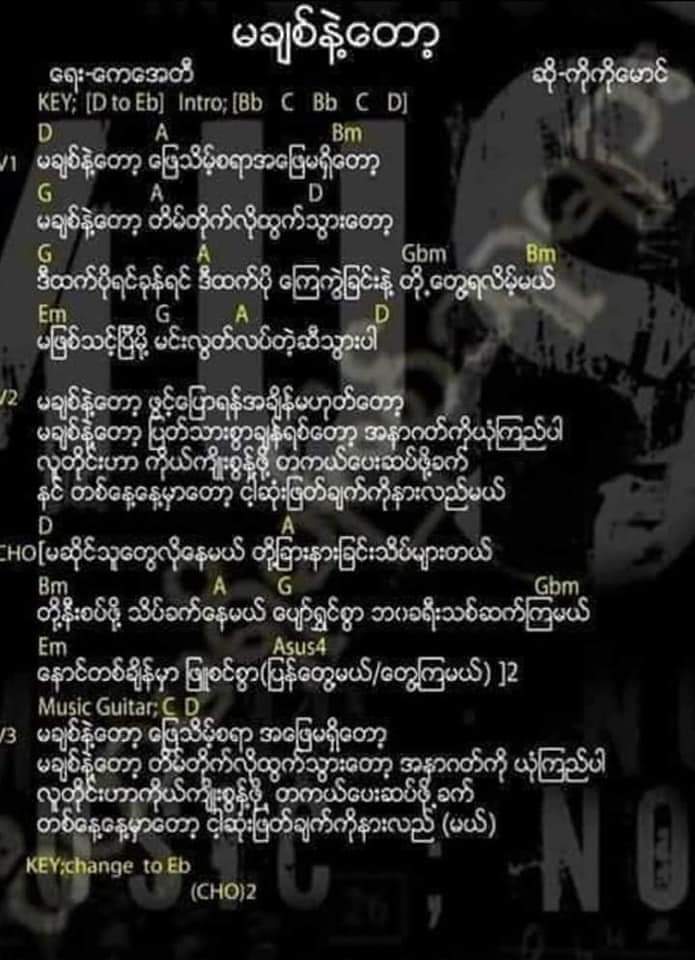 မချစ်နဲ့တော့
ရေး-ကေအေတီ ဆို-ကိုကိုမောင်
KEY; [D to Eb] Intro; [Bb C Bb C D]
D A Bm
V1 မချစ်နဲ့တော့ ဖြေသိမ့်စရာအဖြေမရှိတော့
G A D
မချစ်နဲ့တော့ တိမ်တိုက်လိုထွက်သွားတော့
G A Gbm Bm
ဒီထက်ပိုရင်ခုန်ရင် ဒီထက်ပို ကြေကွဲခြင်းနဲ့ တို့တွေ့ရလိမ့်မယ်
Em G A D
မဖြစ်သင့်ပြီမို့ မင်းလွတ်လပ်တဲ့ဆီသွားပါ
V2 မချစ်နဲ့တော့ ဖွင့်ပြောရန်အချိန်မဟုတ်တော့
မချစ်နဲ့တော့ ပြတ်သားစွာချန်ရစ်တော့ အနာဂတ်ကိုယုံကြည်ပါ
လူတိုင်းဟာ ကိုယ်ကျိုးစွန့်ဖို့ တကယ်ပေးဆပ်ဖို့ခက်
နင် တစ်နေ့နေ့မှာတော့ ငါ့ဆုံးဖြတ်ချက်ကိုနားလည်မယ်
D A
CHO[မဆိုင်သူတွေလိုနေမယ် တို့ခြားနားခြင်းသိပ်များတယ်
Bm A G Gbm
တို့နီးစပ်ဖို့ သိပ်ခက်နေမယ် ပျော်ရွှင်စွာ ဘဝခရီးသစ်ဆက်ကြမယ်
Em Asus4
နောင်တစ်ချိန်မှာ ဖြူစင်စွာ(ပြန်တွေ့မယ်/တွေ့ကြမယ်) ]2
Music Guitar; C D
V3 မချစ်နဲ့တော့ ဖြေသိမ့်စရာ အဖြေမရှိတော့
မချစ်နဲ့တော့ တိမ်တိုက်လိုထွက်သွားတော့ အနာဂတ်ကို ယုံကြည်ပါ
လူတိုင်းဟာကိုယ်ကျိုးစွန့်ဖို့ တကယ်ပေးဆပ်ဖို့ ခက်
တစ်နေ့နေ့မှာတော့ ငါ့ဆုံးဖြတ်ချက်ကိုနားလည် (မယ်)
KEY;change to Eb
(CHO)2